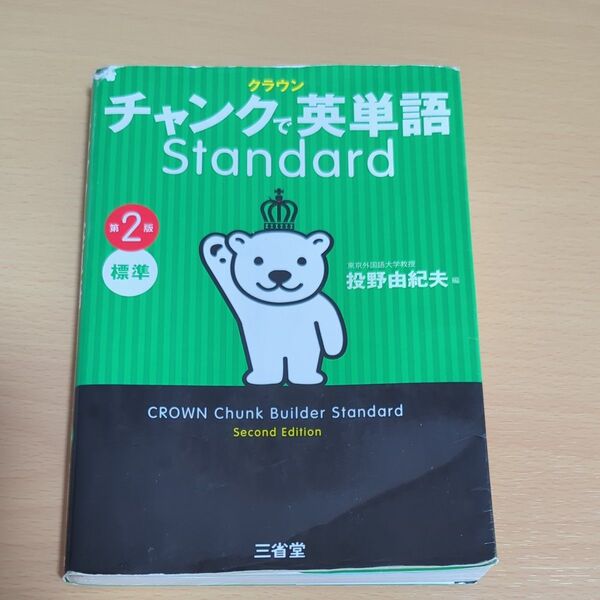 クラウン
チャンクで英単語
Standard
第2版
標準
東京外国語大学教授
投野由紀夫 編
CROWN Chunk Builder Standard
Second Edition
三省堂